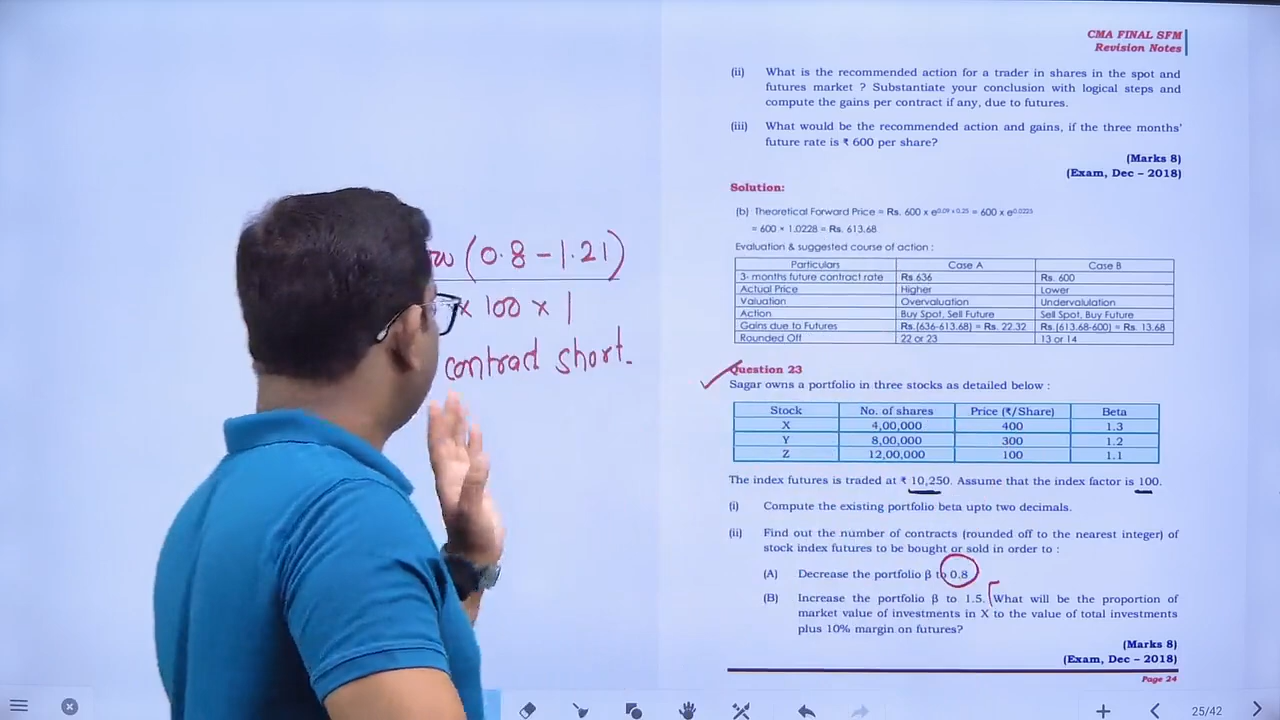 CMA FINAL SFM
Revision Notes
(ii) What is the recommended action for a trader in shares in the spot and
futures market ? Substantiate your conclusion with logical steps and
compute the gains per contract if any, due to futures.
(iii) What would be the recommended action and gains, if the three months'
future rate is ₹ 600 per share?
(Marks 8)
(Exam, Dec – 2018)
Solution:
(b) Theoretical Forward Price = Rs. 600 x e^0.09 x 0.25 = 600 x e^0.0225
= 600 × 1.0228 = Rs. 613.68.
Evaluation & suggested course of action :
Particulars Case A Case B
3- months future contract rate Rs.636 Rs. 600
Actual Price Higher Lower
Valuation Overvaluation Undervalulation
Action Buy Spot, Sell Future Sell Spot, Buy Future
Gains due to Futures Rs.(636-613.68) = Rs. 22.32 Rs.(613.68-600) = Rs. 13.68
Rounded Off 22 or 23 13 or 14
Question 23
Sagar owns a portfolio in three stocks as detailed below :
Stock No. of shares Price (₹/Share) Beta
X 4,00,000 400 1.3
Y 8,00,000 300 1.2
Z 12,00,000 100 1.1
The index futures is traded at ₹ 10,250. Assume that the index factor is 100.
(i) Compute the existing portfolio beta upto two decimals.
(ii) Find out the number of contracts (rounded off to the nearest integer) of
stock index futures to be bought or sold in order to :
(A) Decrease the portfolio β to 0.8
(B) Increase the portfolio β to 1.5. What will be the proportion of
market value of investments in X to the value of total investments
plus 10% margin on futures?
(Marks 8)
(Exam, Dec – 2018)
Page 24
(0.8 – 1.21)
× 100 × 1
contract short.
25/42